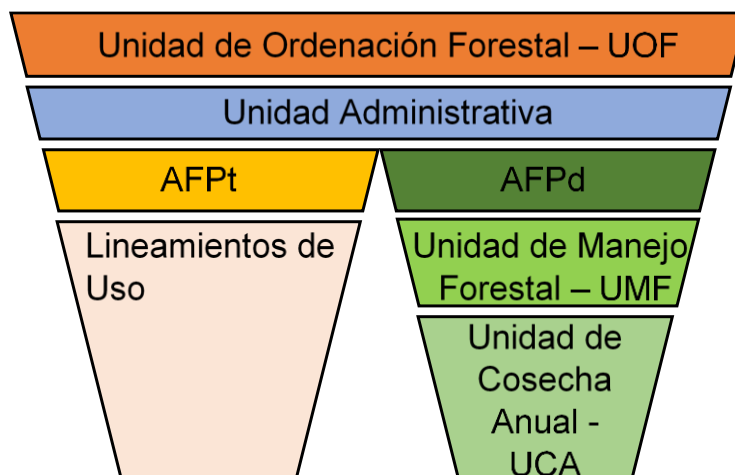 Unidad de Ordenación Forestal – UOF
Unidad Administrativa
AFPt
AFPd
Lineamientos de
Uso
Unidad de Manejo
Forestal – UMF
Unidad de
Cosecha
Anual -
UCA